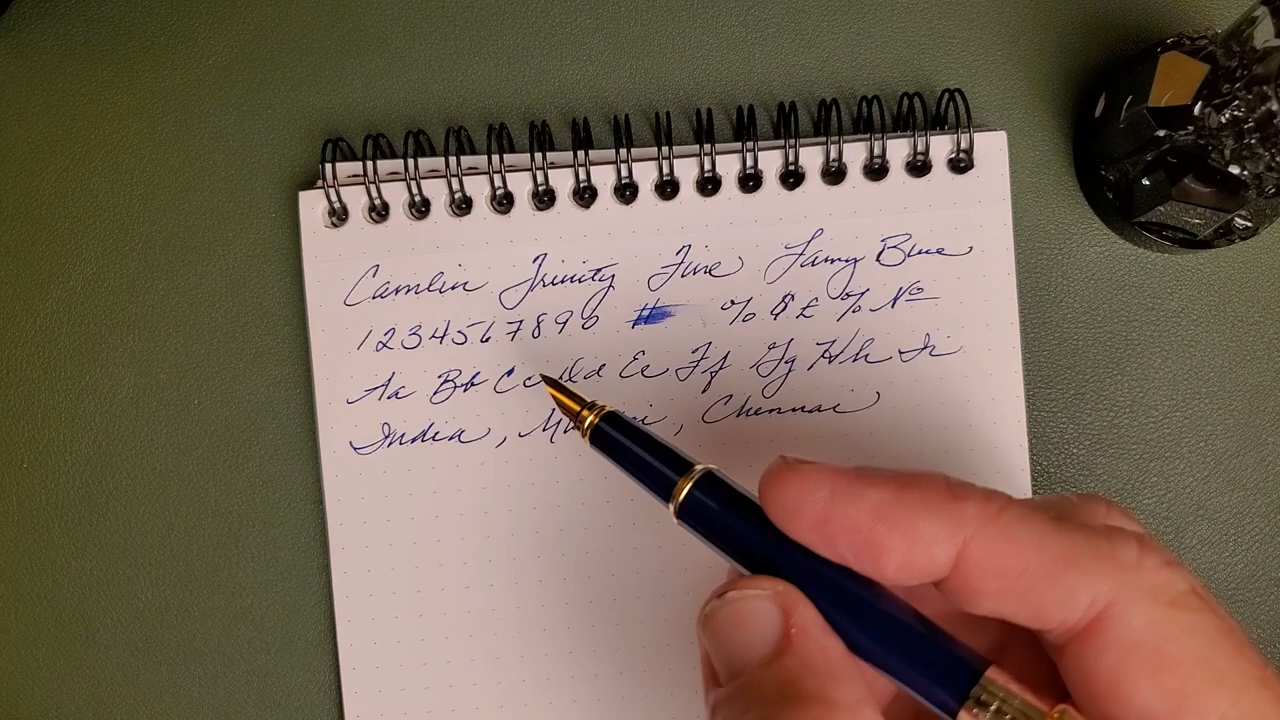 Camlin Trinity Fine Lamy Blue
1234567890 # % $ £ % №
Aa Bb Cc Dd Ee Ff Gg Hh Ii
India, , Chennai